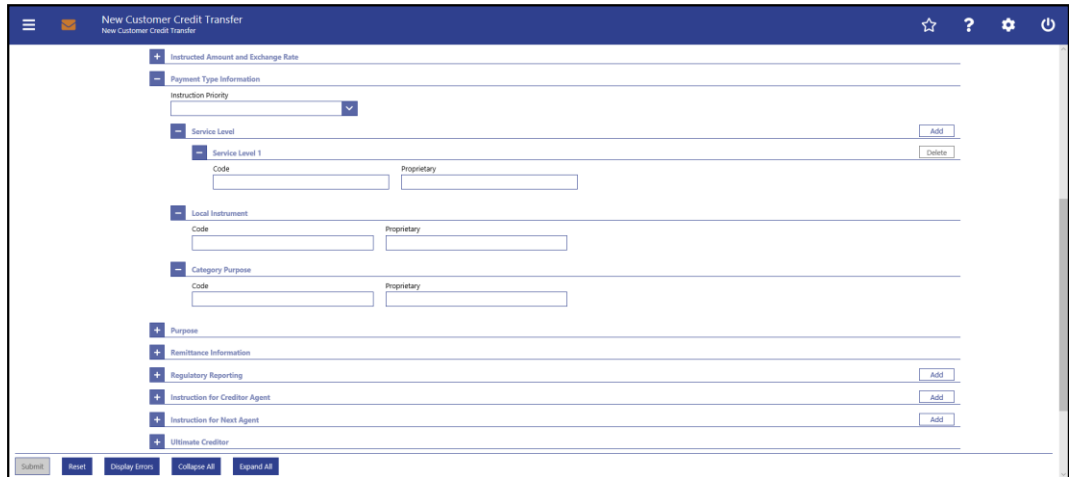 New Customer Credit Transfer
New Customer Credit Transfer
Instructed Amount and Exchange Rate
Payment Type Information
Instruction Priority
Service Level Add
Service Level 1 Delete
Code Proprietary
Local Instrument
Code Proprietary
Category Purpose
Code Proprietary
Purpose
Remittance Information
Regulatory Reporting Add
Instruction for Creditor Agent Add
Instruction for Next Agent Add
Ultimate Creditor
Submit Reset Display Errors Collapse All Expand All